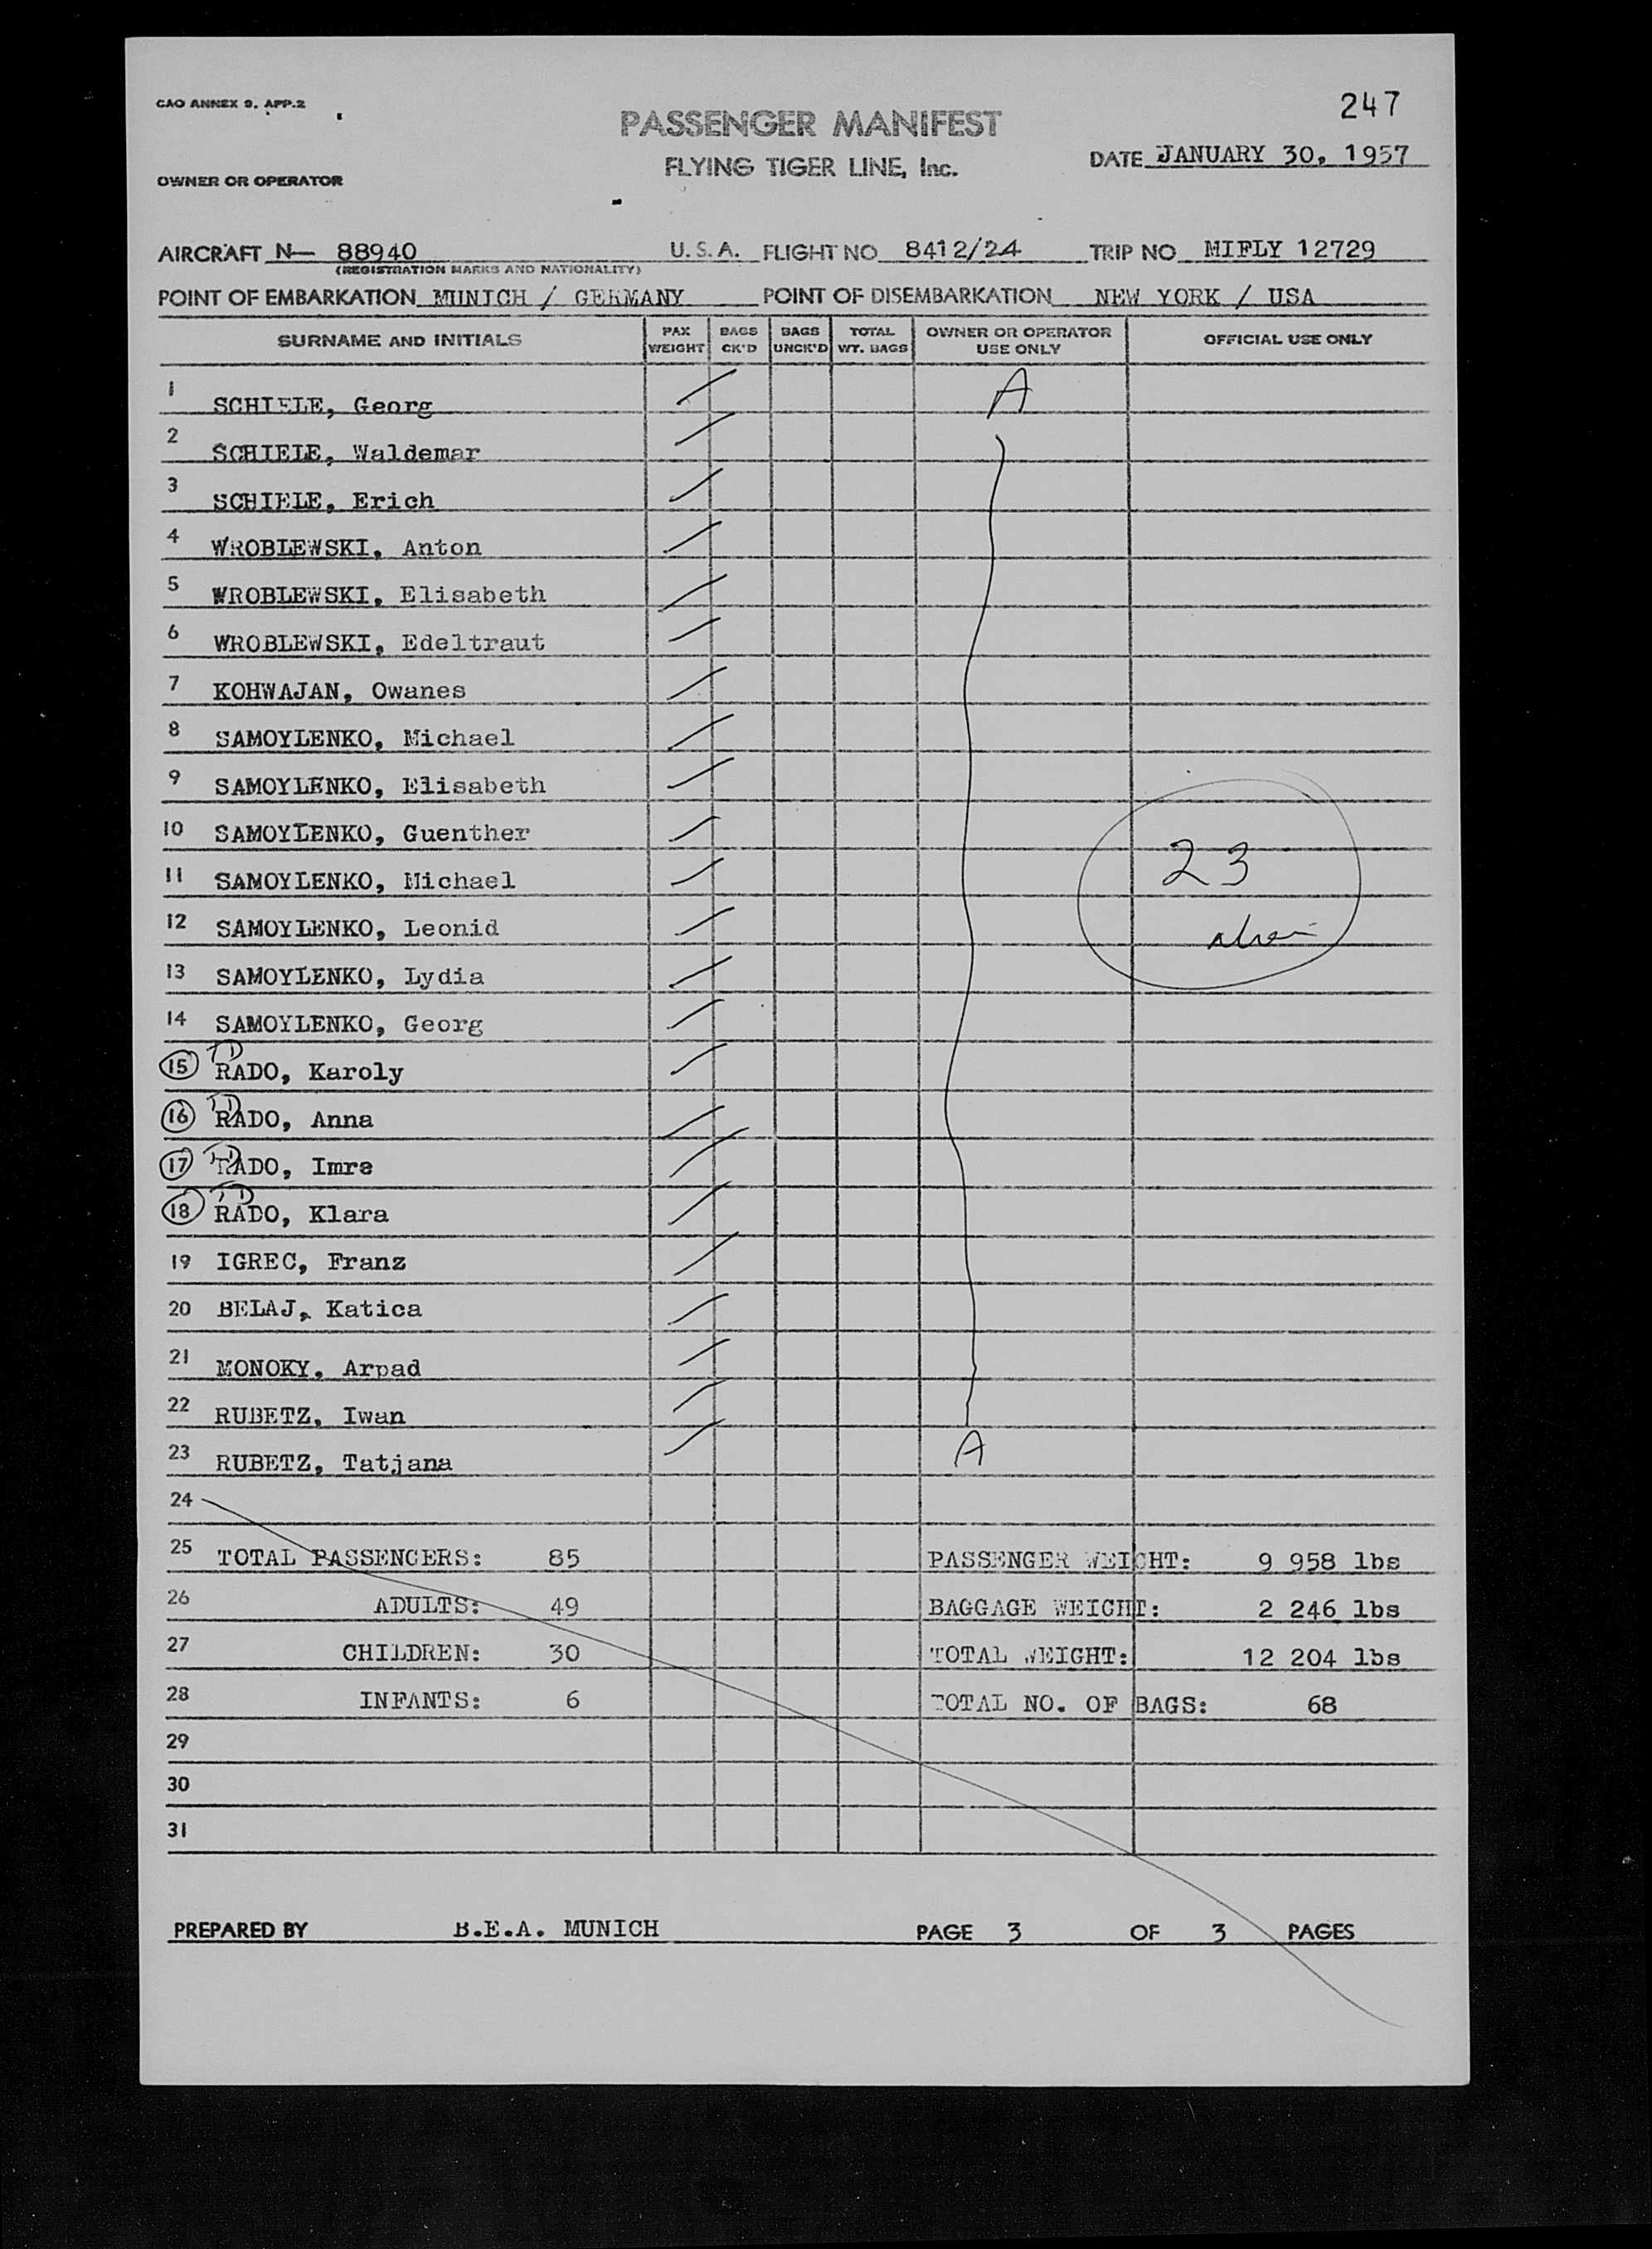 CAO ANNEX 9, APP.2
247
PASSENGER MANIFEST
DATE JANUARY 30, 1957
FLYING TIGER LINE, Inc.
OWNER OR OPERATOR
AIRCRAFT N— 88940 U.S.A. FLIGHT NO 8412/24 TRIP NO MIFLY 12729
(REGISTRATION MARKS AND NATIONALITY)
POINT OF EMBARKATION MUNICH / GERMANY POINT OF DISEMBARKATION NEW YORK / USA
SURNAME AND INITIALS PAX WEIGHT BAGS CK'D BAGS UNCK'D TOTAL WT. BAGS OWNER OR OPERATOR USE ONLY OFFICIAL USE ONLY
1 SCHIELE, Georg A
2 SCHIELE, Waldemar
3 SCHIELE, Erich
4 WROBLEWSKI, Anton
5 WROBLEWSKI, Elisabeth
6 WROBLEWSKI, Edeltraut
7 KOHWAJAN, Owanes
8 SAMOYLENKO, Michael
9 SAMOYLENKO, Elisabeth
10 SAMOYLENKO, Guenther
23
11 SAMOYLENKO, Michael
12 SAMOYLENKO, Leonid
13 SAMOYLENKO, Lydia
14 SAMOYLENKO, Georg
15 RADO, Karoly
16 RADO, Anna
17 RADO, Imre
18 RADO, Klara
19 IGREC, Franz
20 BELAJ, Katica
21 MONOKY, Arpad
22 RUBETZ, Iwan
23 RUBETZ, Tatjana A
24
25 TOTAL PASSENGERS: 85 PASSENGER WEIGHT: 9 958 lbs
26 ADULTS: 49 BAGGAGE WEIGHT: 2 246 lbs
27 CHILDREN: 30 TOTAL WEIGHT: 12 204 lbs
28 INFANTS: 6 TOTAL NO. OF BAGS: 68
29
30
31
PREPARED BY B.E.A. MUNICH PAGE 3 OF 3 PAGES